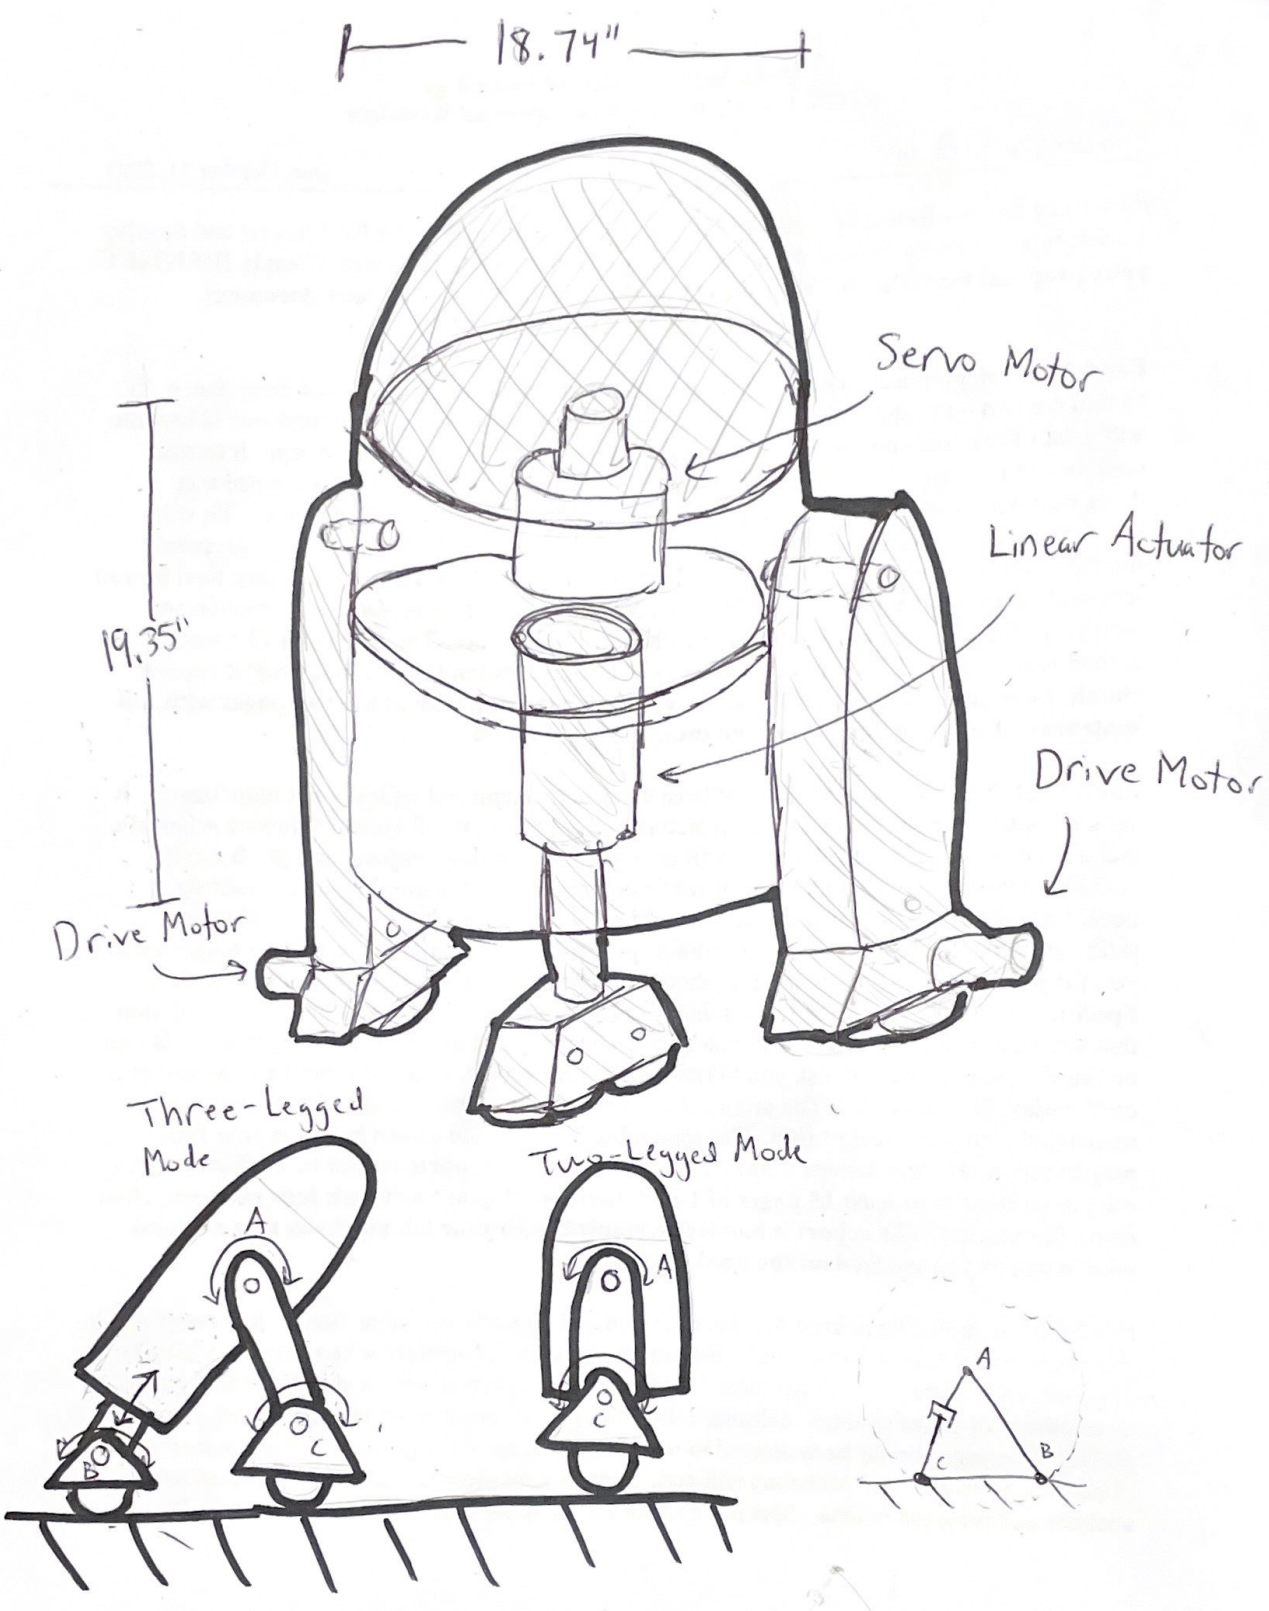 18.74"
Servo Motor
Linear Actuator
19.35"
Drive Motor
Drive Motor
Three-Legged
Mode
Two-Legged Mode
A
A
B
C
C
A
C
B